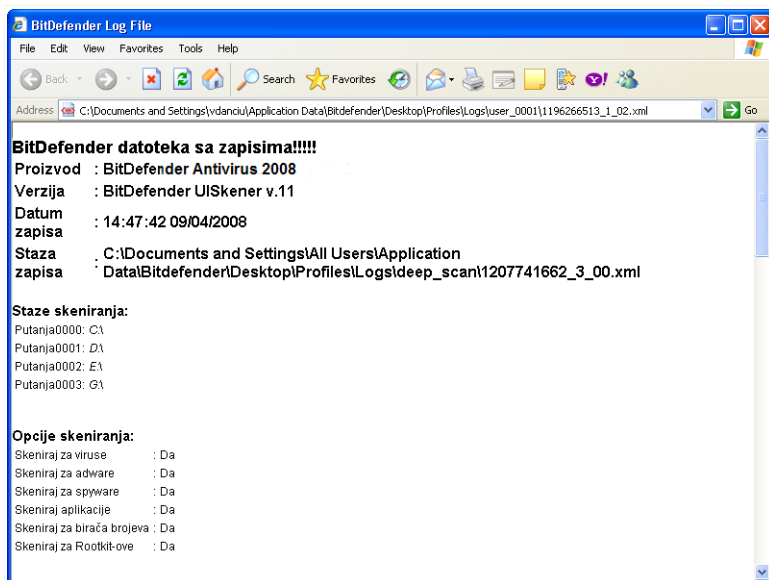 BitDefender Log File
File Edit View Favorites Tools Help
Back Search Favorites
Address C:\Documents and Settings\vdanciu\Application Data\Bitdefender\Desktop\Profiles\Logs\user_0001\1196266513_1_02.xml Go
BitDefender datoteka sa zapisima!!!!!
Proizvod : BitDefender Antivirus 2008
Verzija : BitDefender UISkener v.11
Datum
zapisa : 14:47:42 09/04/2008
Staza : C:\Documents and Settings\All Users\Application
zapisa Data\Bitdefender\Desktop\Profiles\Logs\deep_scan\1207741662_3_00.xml
Staze skeniranja:
Putanja0000: C:\
Putanja0001: D:\
Putanja0002: E:\
Putanja0003: G:\
Opcije skeniranja:
Skeniraj za viruse : Da
Skeniraj za adware : Da
Skeniraj za spyware : Da
Skeniraj aplikacije : Da
Skeniraj za birača brojeva : Da
Skeniraj za Rootkit-ove : Da